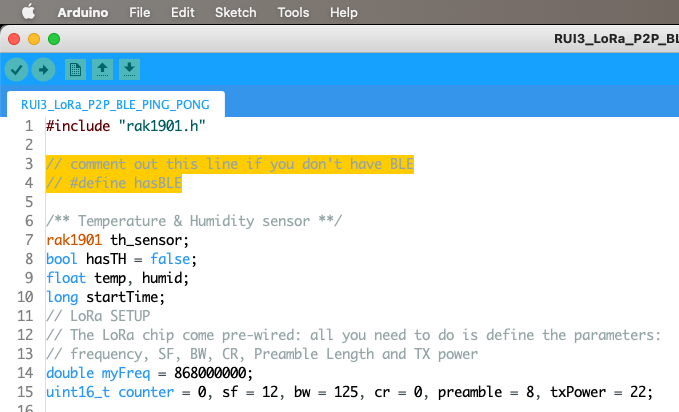 Arduino File Edit Sketch Tools Help
RUI3_LoRa_P2P_BL
RUI3_LoRa_P2P_BLE_PING_PONG
1 #include "rak1901.h"
2
3 // comment out this line if you don't have BLE
4 // #define hasBLE
5
6 /** Temperature & Humidity sensor **/
7 rak1901 th_sensor;
8 bool hasTH = false;
9 float temp, humid;
10 long startTime;
11 // LoRa SETUP
12 // The LoRa chip come pre-wired: all you need to do is define the parameters:
13 // frequency, SF, BW, CR, Preamble Length and TX power
14 double myFreq = 868000000;
15 uint16_t counter = 0, sf = 12, bw = 125, cr = 0, preamble = 8, txPower = 22;
16